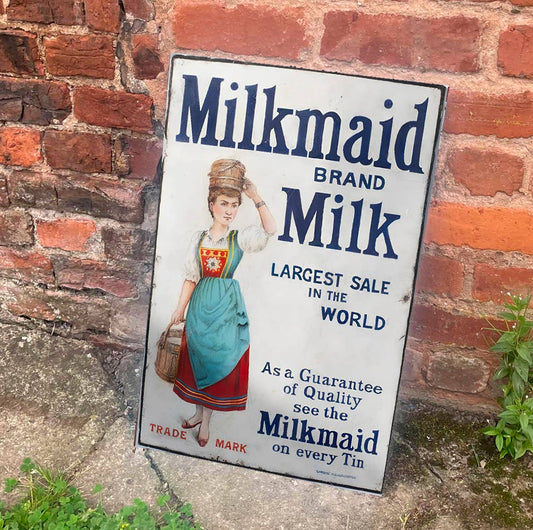 Milkmaid
BRAND
Milk
LARGEST SALE
IN THE
WORLD
As a Guarantee
of Quality
see the
Milkmaid
on every Tin
TRADE MARK